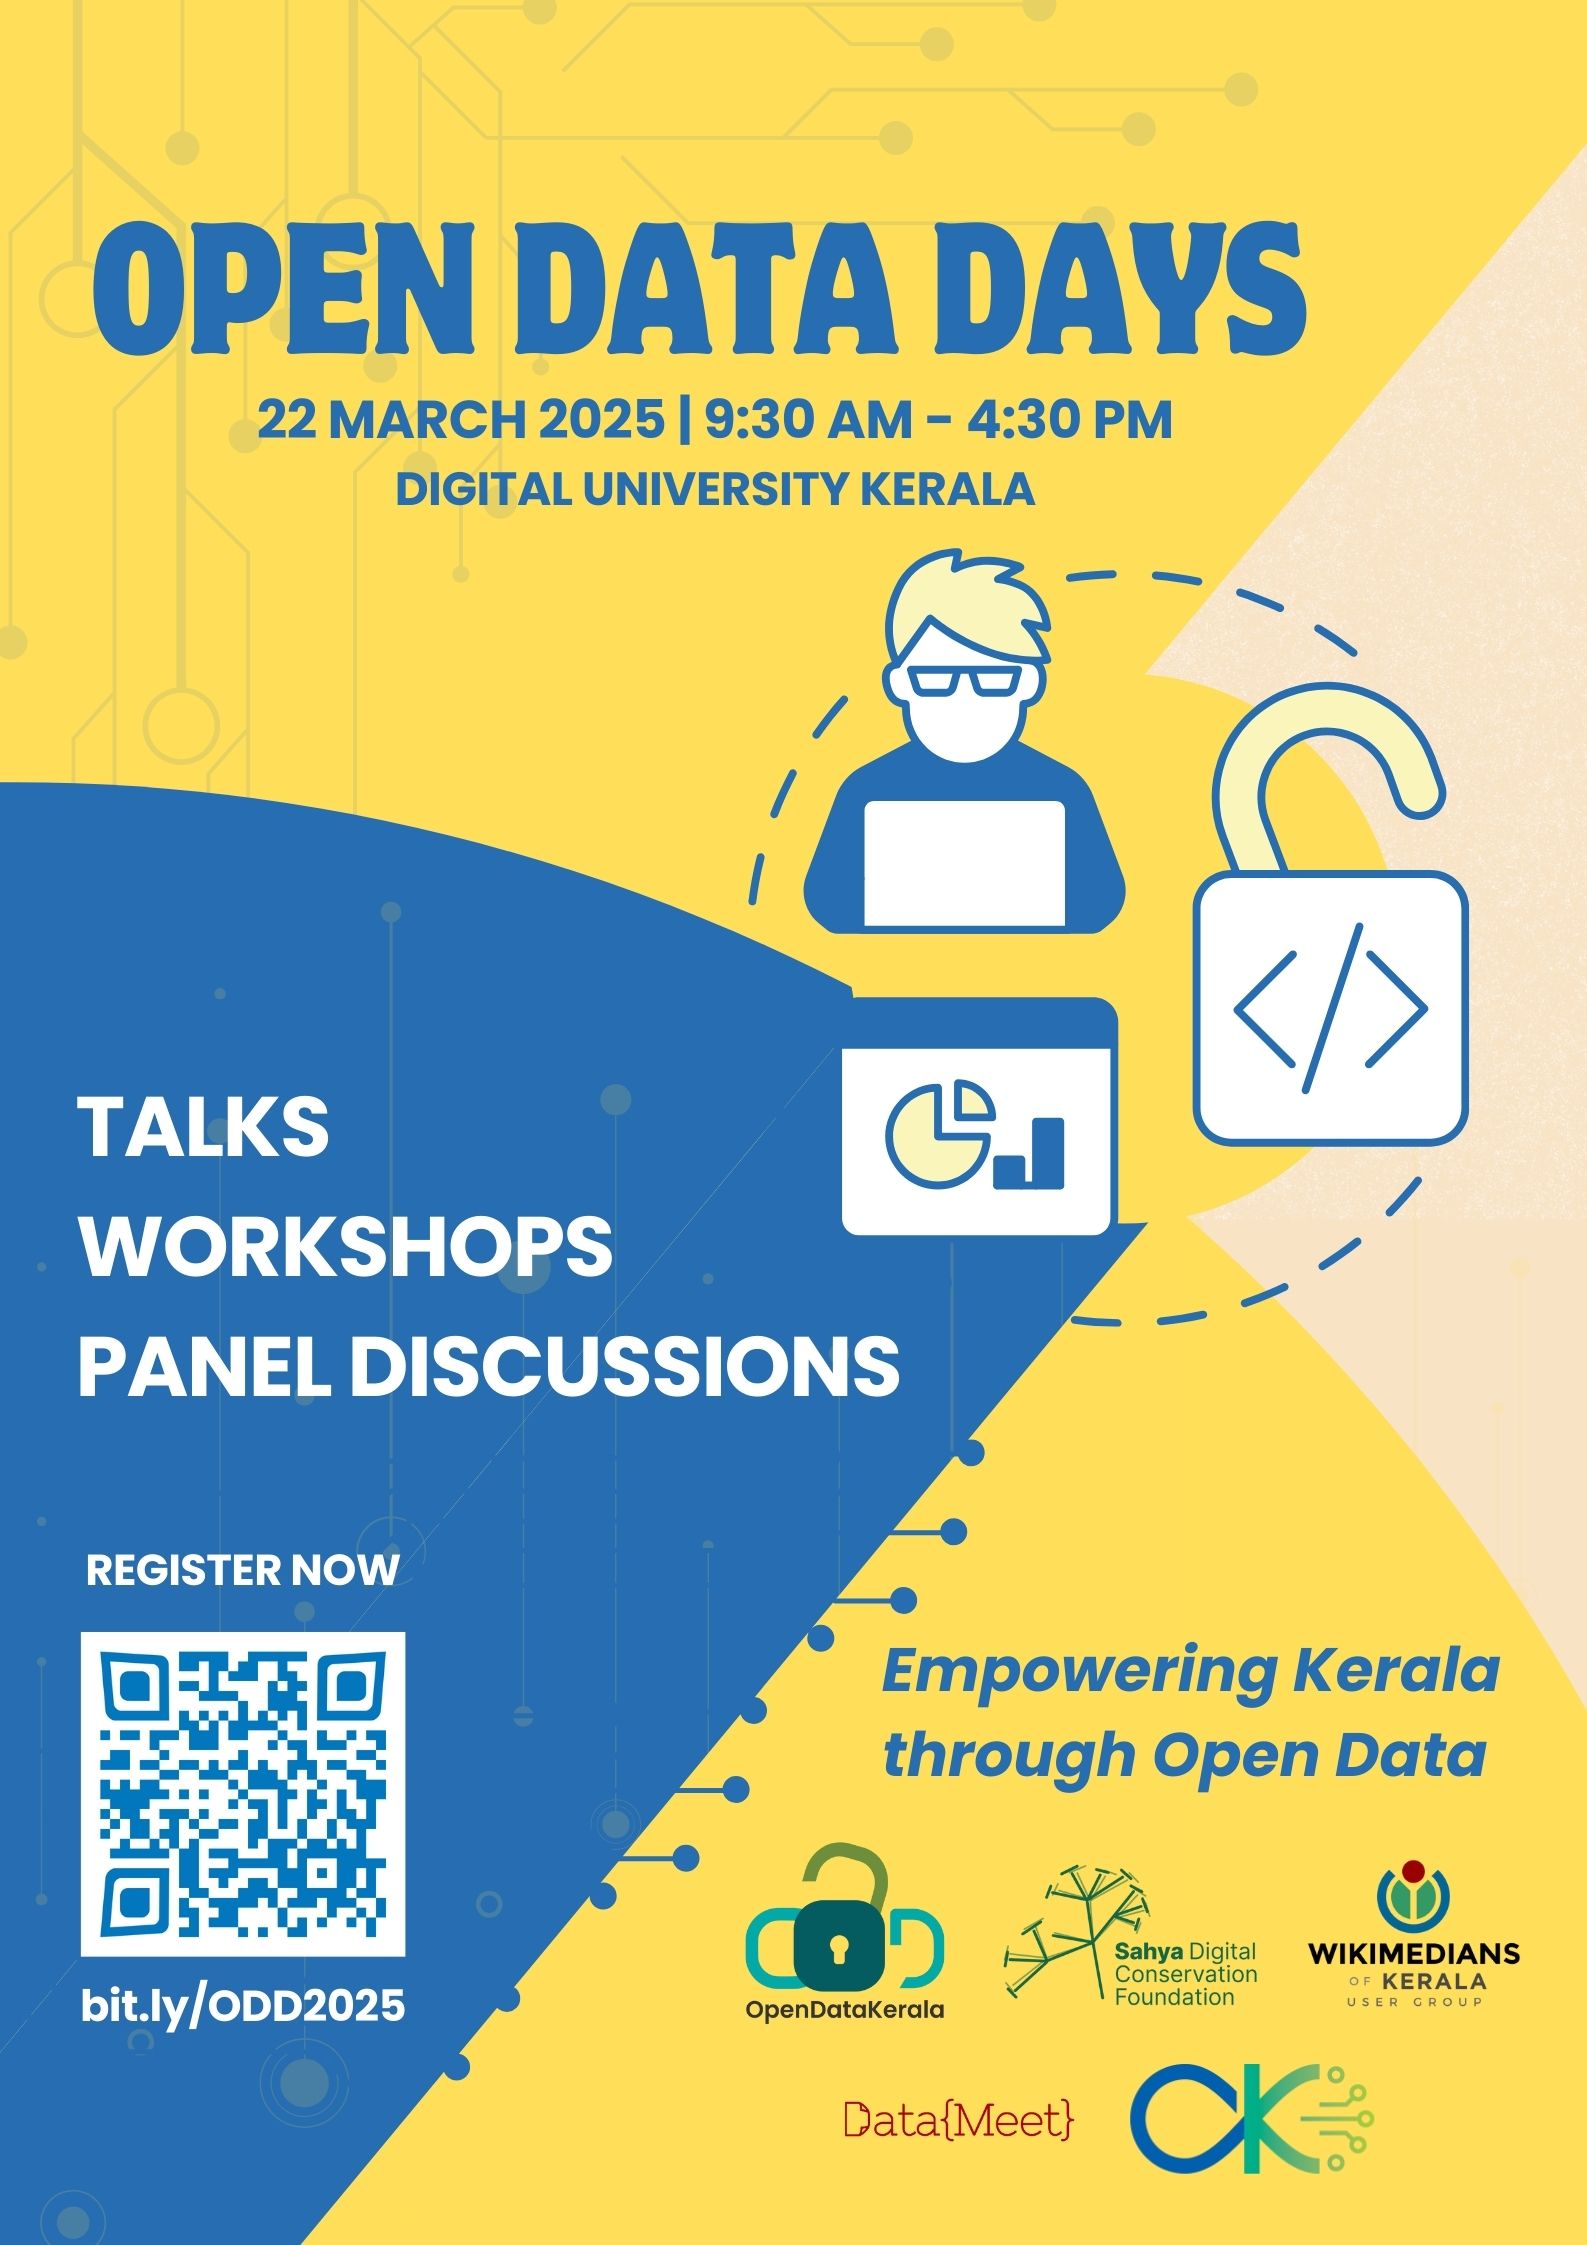 OPEN DATA DAYS
22 MARCH 2025 | 9:30 AM - 4:30 PM
DIGITAL UNIVERSITY KERALA
</>
TALKS
WORKSHOPS
PANEL DISCUSSIONS
REGISTER NOW
bit.ly/ODD2025
Empowering Kerala
through Open Data
OpenDataKerala
Sahya Digital
Conservation
Foundation
WIKIMEDIANS
OF KERALA
USER GROUP
Data{Meet}